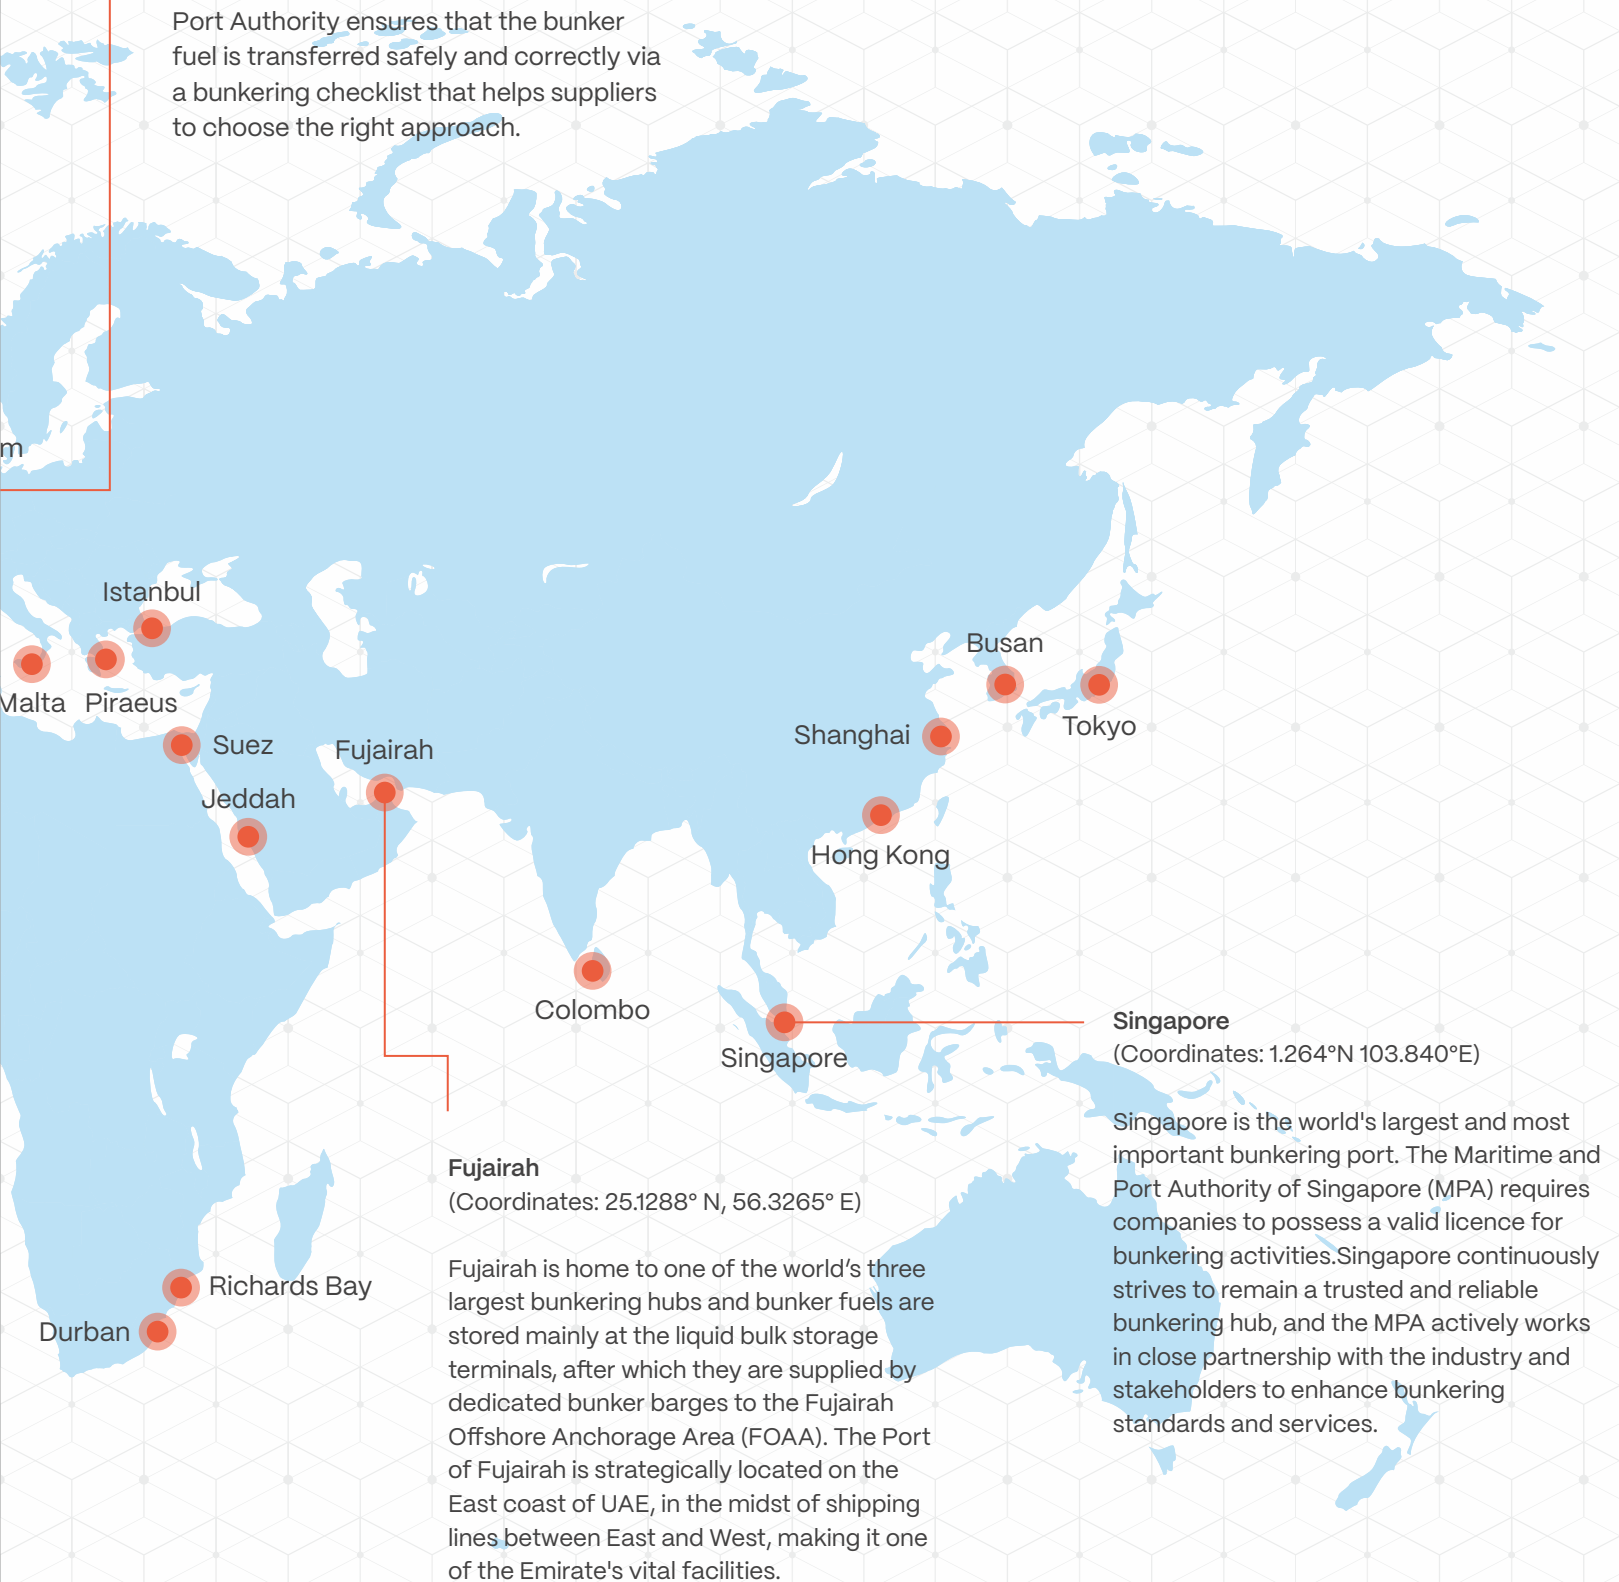 Port Authority ensures that the bunker
fuel is transferred safely and correctly via
a bunkering checklist that helps suppliers
to choose the right approach.
m
Istanbul
Malta
Piraeus
Suez
Jeddah
Fujairah
Busan
Tokyo
Shanghai
Hong Kong
Colombo
Singapore
Richards Bay
Durban
Fujairah
(Coordinates: 25.1288° N, 56.3265° E)
Fujairah is home to one of the world’s three
largest bunkering hubs and bunker fuels are
stored mainly at the liquid bulk storage
terminals, after which they are supplied by
dedicated bunker barges to the Fujairah
Offshore Anchorage Area (FOAA). The Port
of Fujairah is strategically located on the
East coast of UAE, in the midst of shipping
lines between East and West, making it one
of the Emirate's vital facilities.
Singapore
(Coordinates: 1.264°N 103.840°E)
Singapore is the world's largest and most
important bunkering port. The Maritime and
Port Authority of Singapore (MPA) requires
companies to possess a valid licence for
bunkering activities.Singapore continuously
strives to remain a trusted and reliable
bunkering hub, and the MPA actively works
in close partnership with the industry and
stakeholders to enhance bunkering
standards and services.